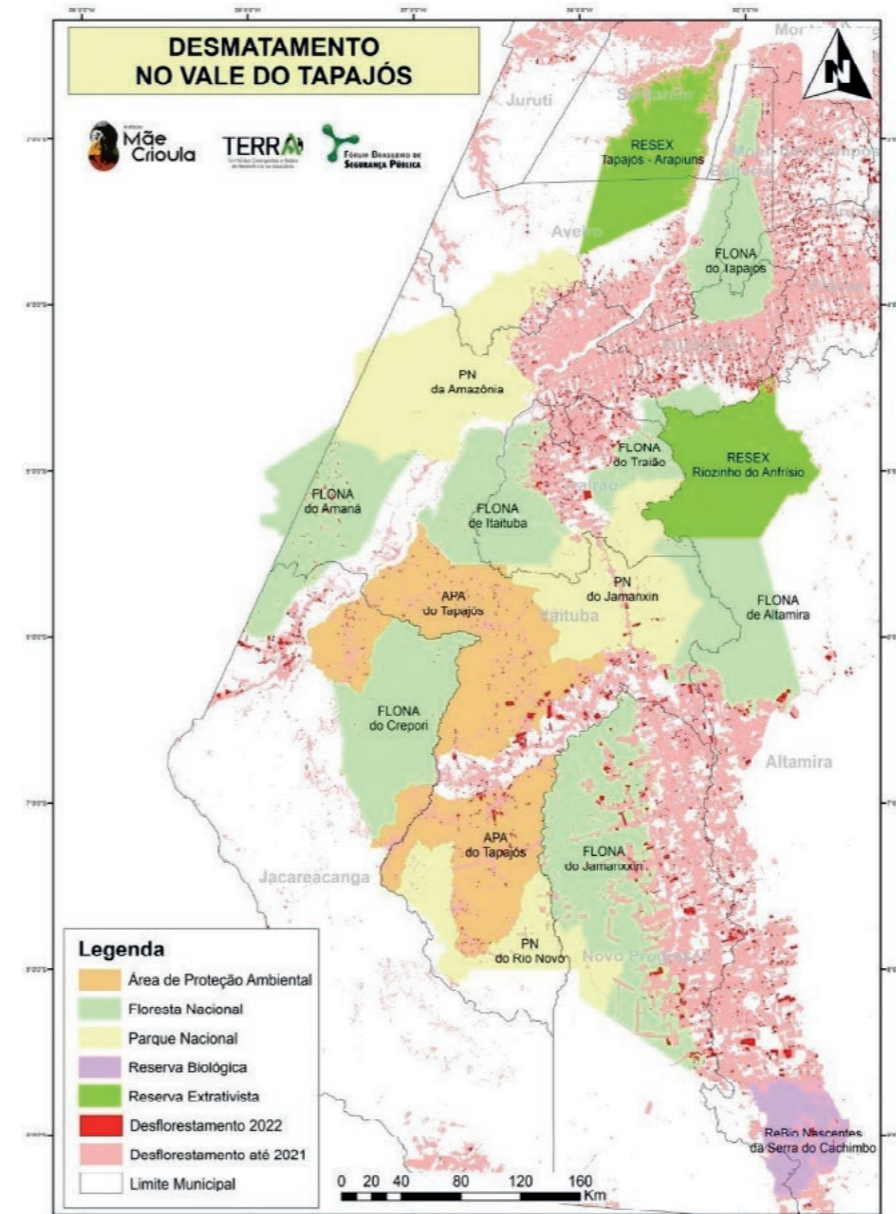 DESMATAMENTO
NO VALE DO TAPAJÓS
Instituto
Mãe
Crioula
TERRA
FÓRUM BRASILEIRO DE
SEGURANÇA PÚBLICA
N
Juruti
Santarém
RESEX
Tapajós - Arapiuns
Belterra
Aveiro
FLONA
do Tapajós
PN
da Amazônia
FLONA
do Traião
RESEX
Riozinho do Anfrísio
FLONA
do Amaná
FLONA
de Itaituba
Trairão
APA
do Tapajós
PN
do Jamanxin
Itaituba
FLONA
de Altamira
FLONA
do Crepori
Altamira
APA
do Tapajós
FLONA
do Jamanxxin
Jacareacanga
PN
do Rio Novo
Novo Progresso
ReBio Nascentes
da Serra do Cachimbo
Legenda
Área de Proteção Ambiental
Floresta Nacional
Parque Nacional
Reserva Biológica
Reserva Extrativista
Desflorestamento 2022
Desflorestamento até 2021
Limite Municipal
0 20 40 80 120 160
Km